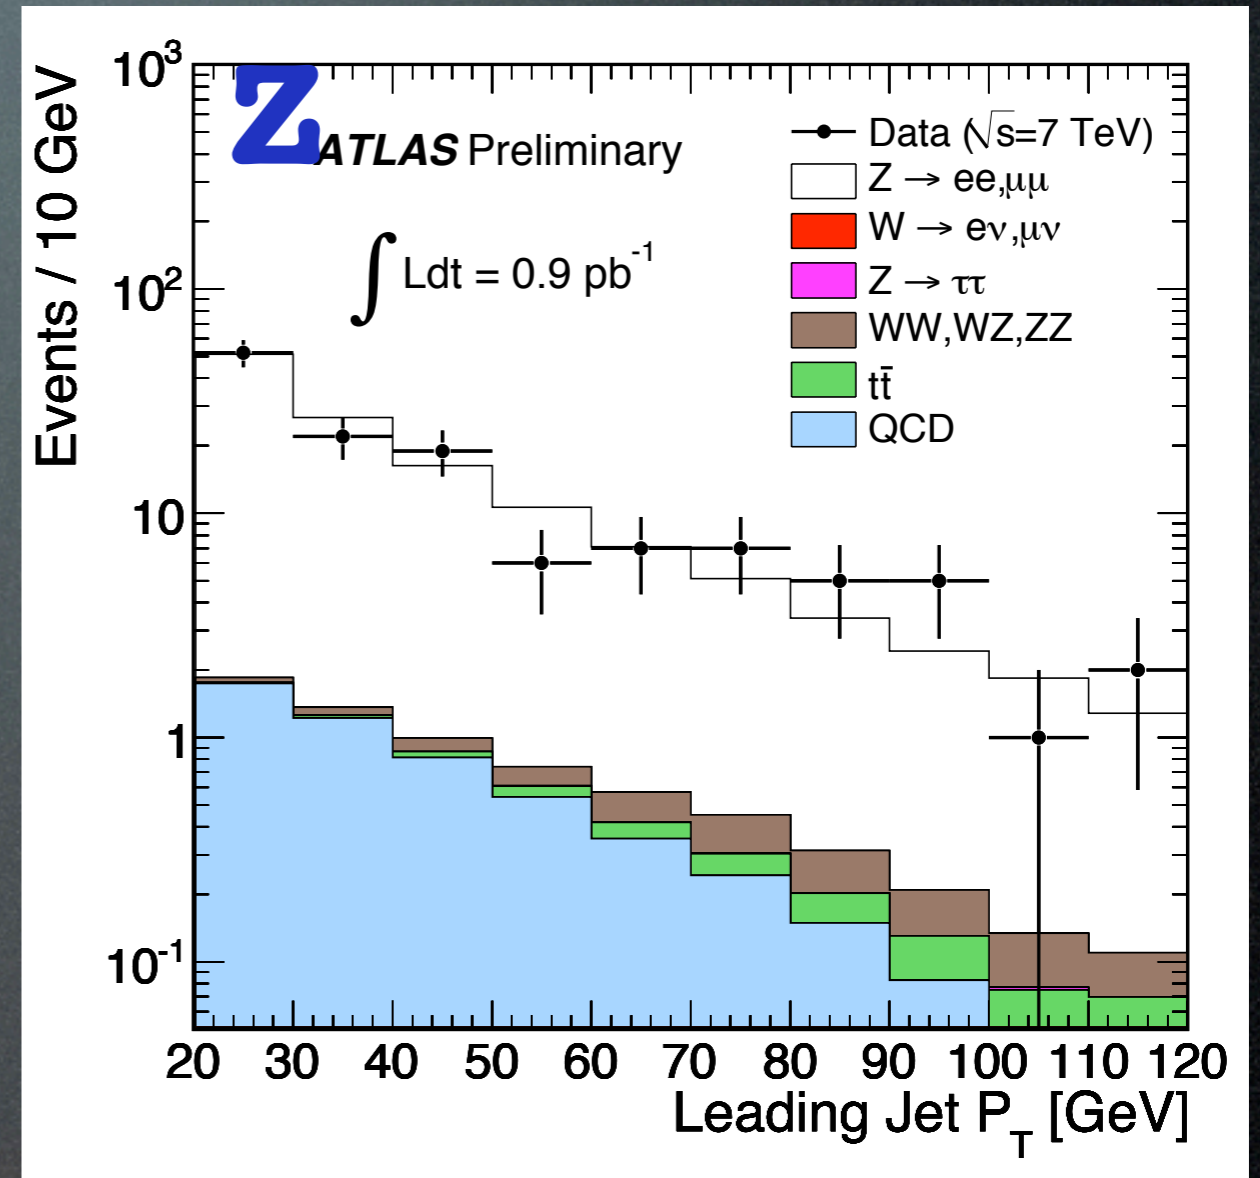 Z
ATLAS Preliminary
∫ Ldt = 0.9 pb⁻¹
Data (√s=7 TeV)
Z → ee,μμ
W → eν,μν
Z → ττ
WW,WZ,ZZ
tt̄
QCD
Events / 10 GeV
10³
10²
10
1
10⁻¹
20 30 40 50 60 70 80 90 100 110 120
Leading Jet P_T [GeV]